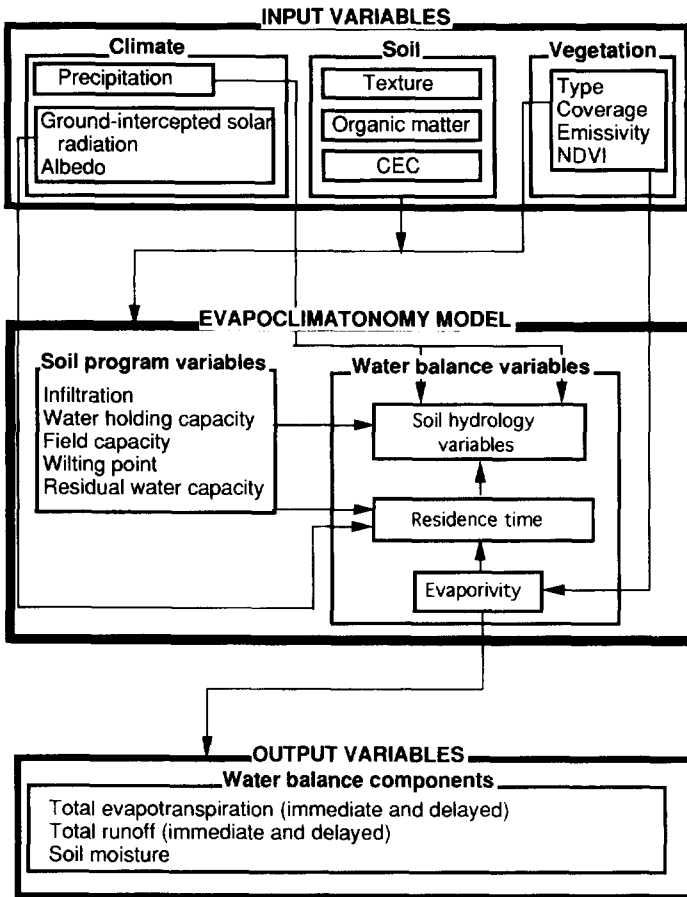 INPUT VARIABLES
Climate
Precipitation
Ground-intercepted solar
radiation
Albedo
Soil
Texture
Organic matter
CEC
Vegetation
Type
Coverage
Emissivity
NDVI
EVAPOCLIMATONOMY MODEL
Soil program variables
Infiltration
Water holding capacity
Field capacity
Wilting point
Residual water capacity
Water balance variables
Soil hydrology
variables
Residence time
Evaporivity
OUTPUT VARIABLES
Water balance components
Total evapotranspiration (immediate and delayed)
Total runoff (immediate and delayed)
Soil moisture